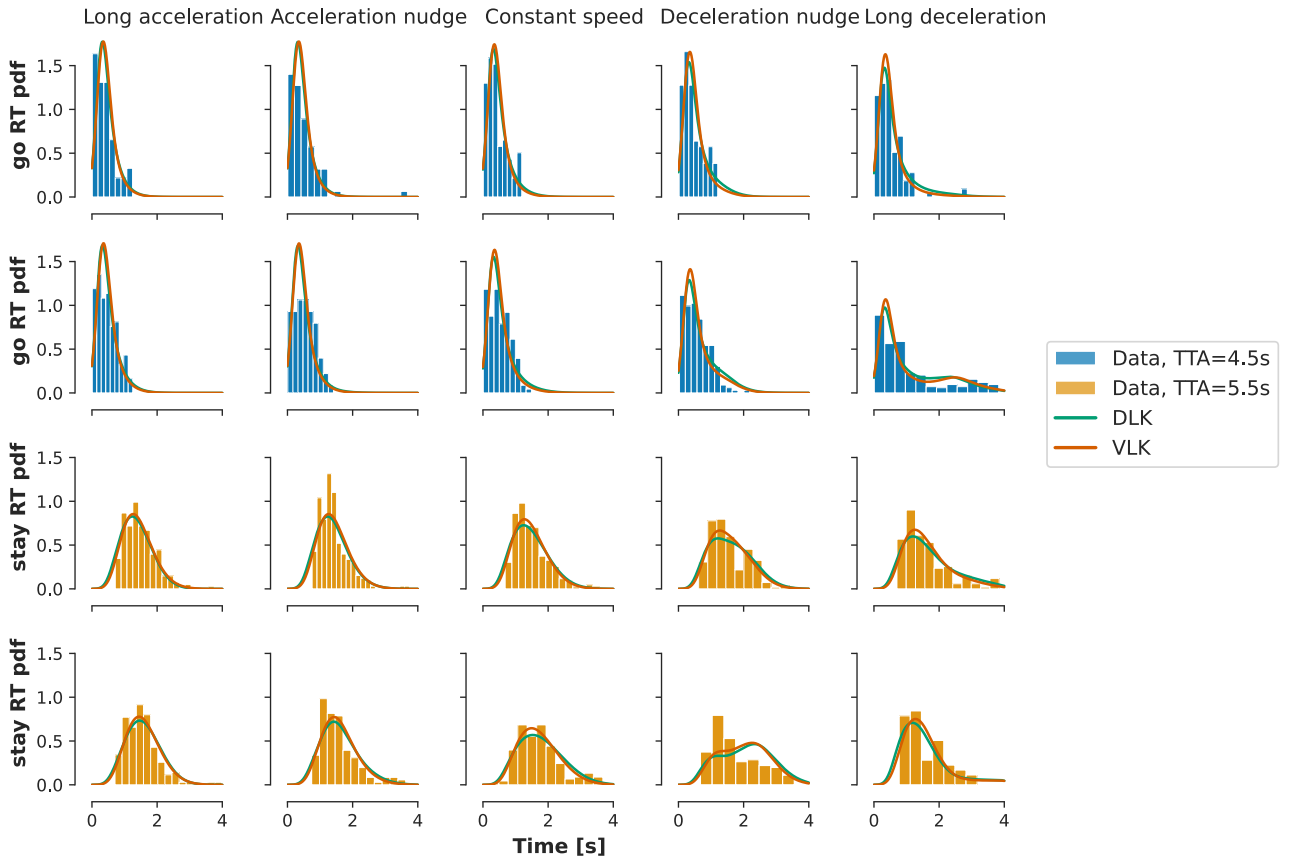 Long acceleration Acceleration nudge Constant speed Deceleration nudge Long deceleration
go RT pdf
1.5
1.0
0.5
0.0
go RT pdf
1.5
1.0
0.5
0.0
Data, TTA=4.5s
Data, TTA=5.5s
DLK
VLK
stay RT pdf
1.5
1.0
0.5
0.0
stay RT pdf
1.5
1.0
0.5
0.0
0 2 4 0 2 4 0 2 4 0 2 4 0 2 4
Time [s]